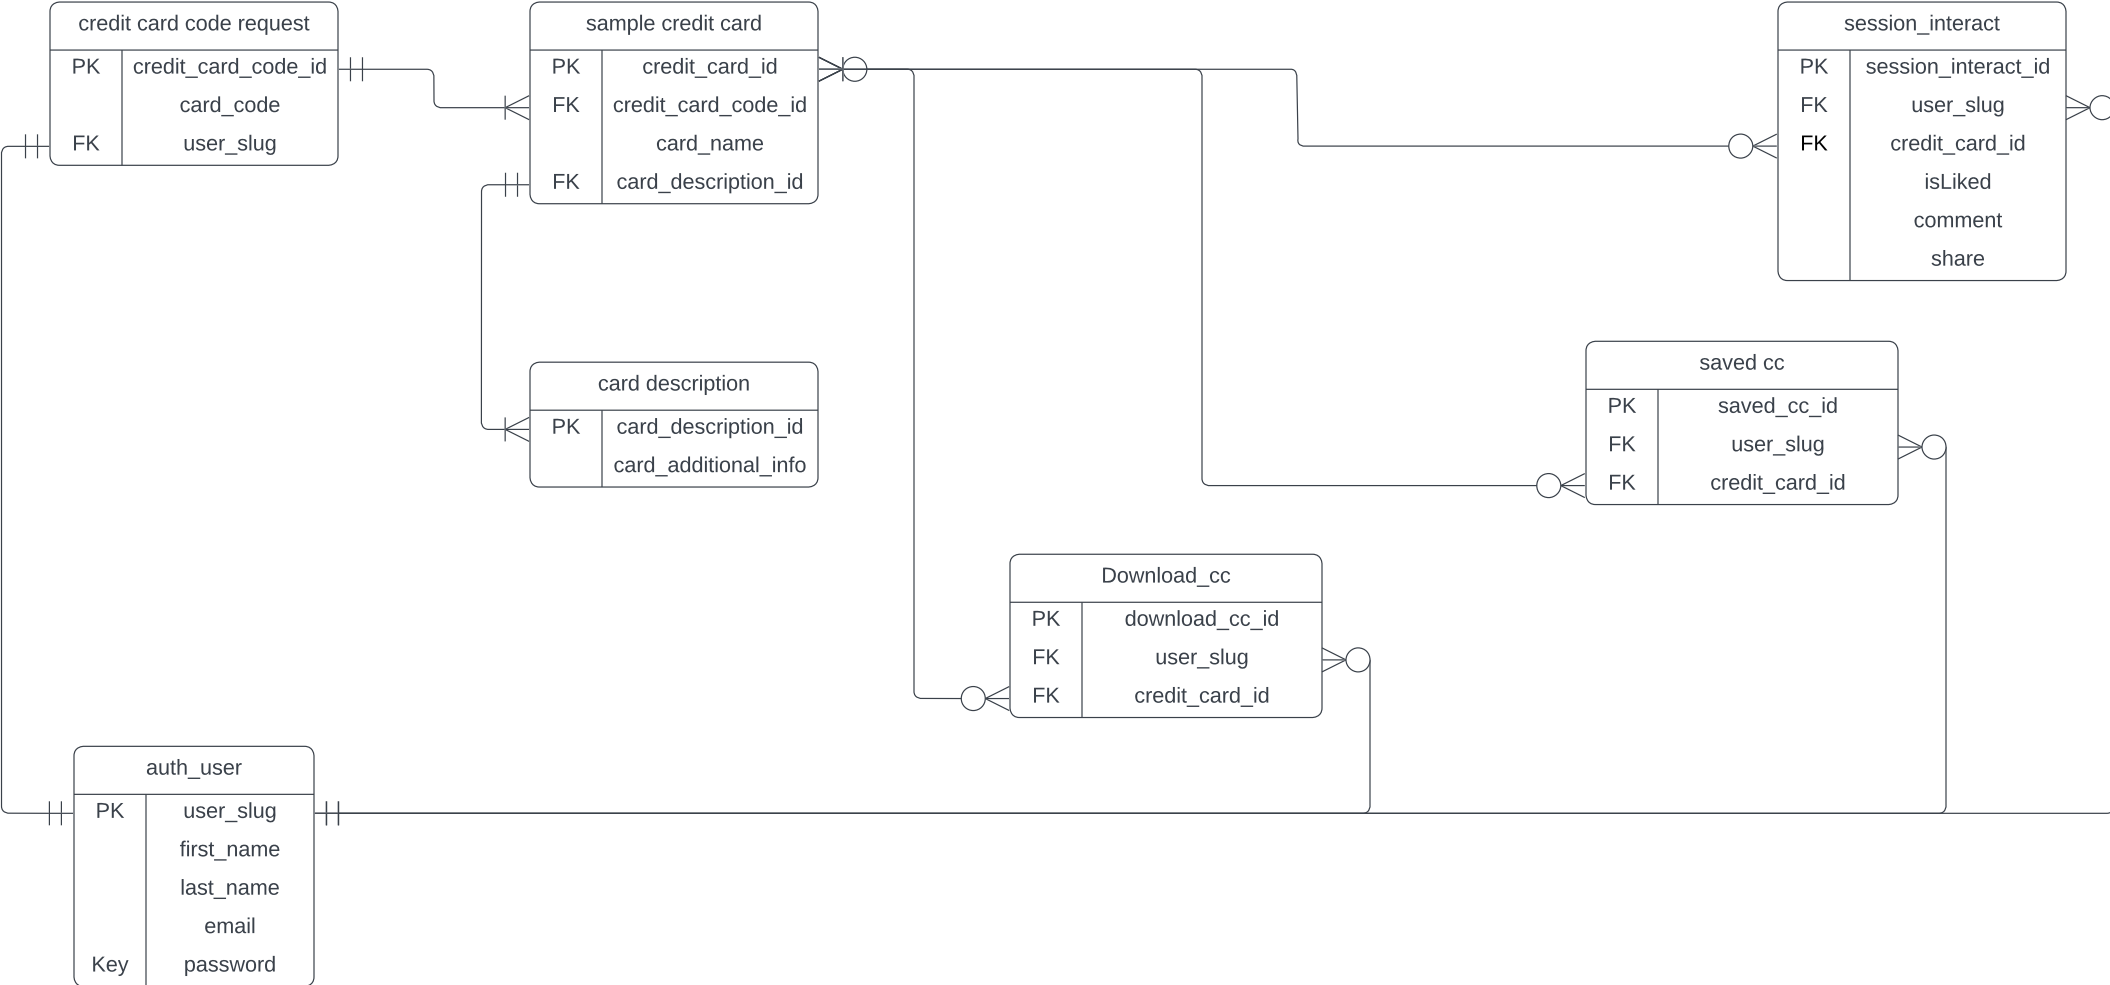 credit card code request
PK credit_card_code_id
card_code
FK user_slug
sample credit card
PK credit_card_id
FK credit_card_code_id
card_name
FK card_description_id
session_interact
PK session_interact_id
FK user_slug
FK credit_card_id
isLiked
comment
share
card description
PK card_description_id
card_additional_info
saved cc
PK saved_cc_id
FK user_slug
FK credit_card_id
Download_cc
PK download_cc_id
FK user_slug
FK credit_card_id
auth_user
PK user_slug
first_name
last_name
email
Key password